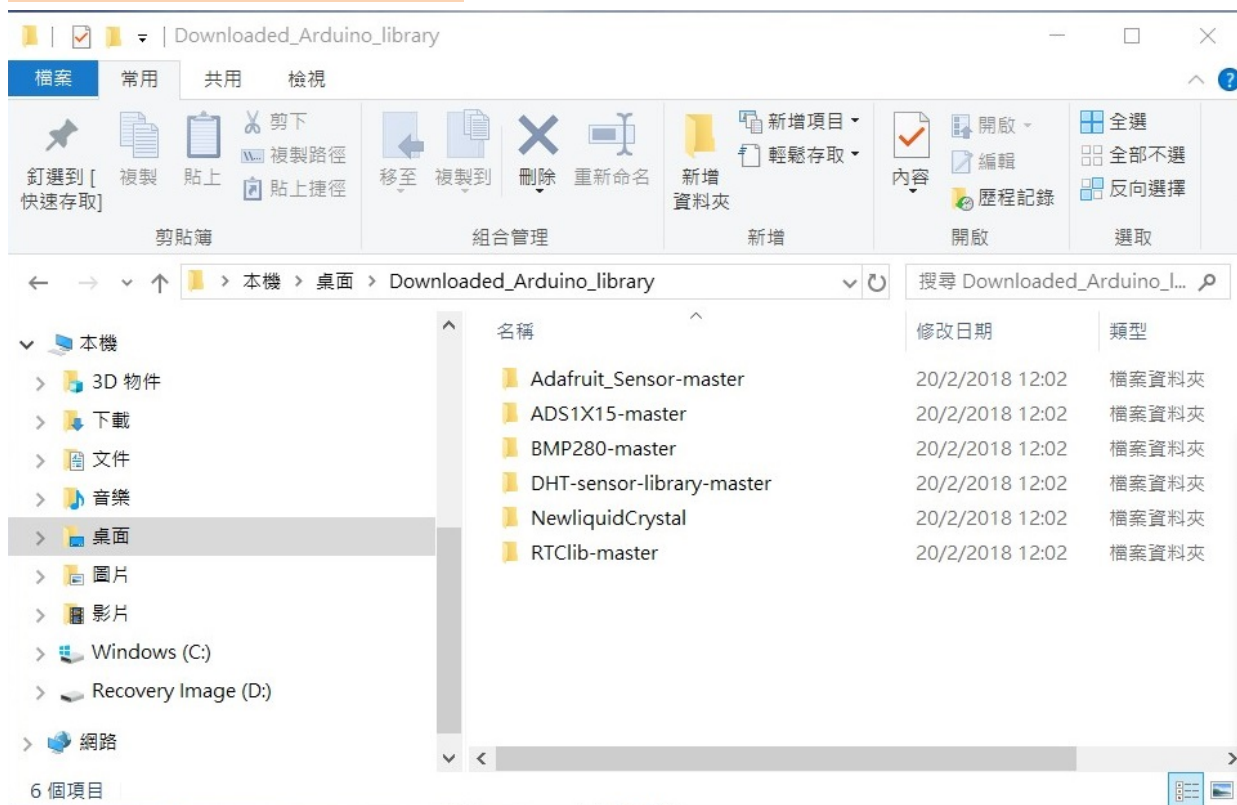 Downloaded_Arduino_library
檔案 常用 共用 檢視
釘選到 [
快速存取]
複製
貼上
剪下
複製路徑
貼上捷徑
剪貼簿
移至
複製到
刪除
重新命名
組合管理
新增
資料夾
新增項目
輕鬆存取
新增
內容
開啟
編輯
歷程記錄
開啟
全選
全部不選
反向選擇
選取
本機 > 桌面 > Downloaded_Arduino_library
搜尋 Downloaded_Arduino_l...
本機
3D 物件
下載
文件
音樂
桌面
圖片
影片
Windows (C:)
Recovery Image (D:)
網路
名稱 修改日期 類型
Adafruit_Sensor-master 20/2/2018 12:02 檔案資料夾
ADS1X15-master 20/2/2018 12:02 檔案資料夾
BMP280-master 20/2/2018 12:02 檔案資料夾
DHT-sensor-library-master 20/2/2018 12:02 檔案資料夾
NewliquidCrystal 20/2/2018 12:02 檔案資料夾
RTClib-master 20/2/2018 12:02 檔案資料夾
6 個項目